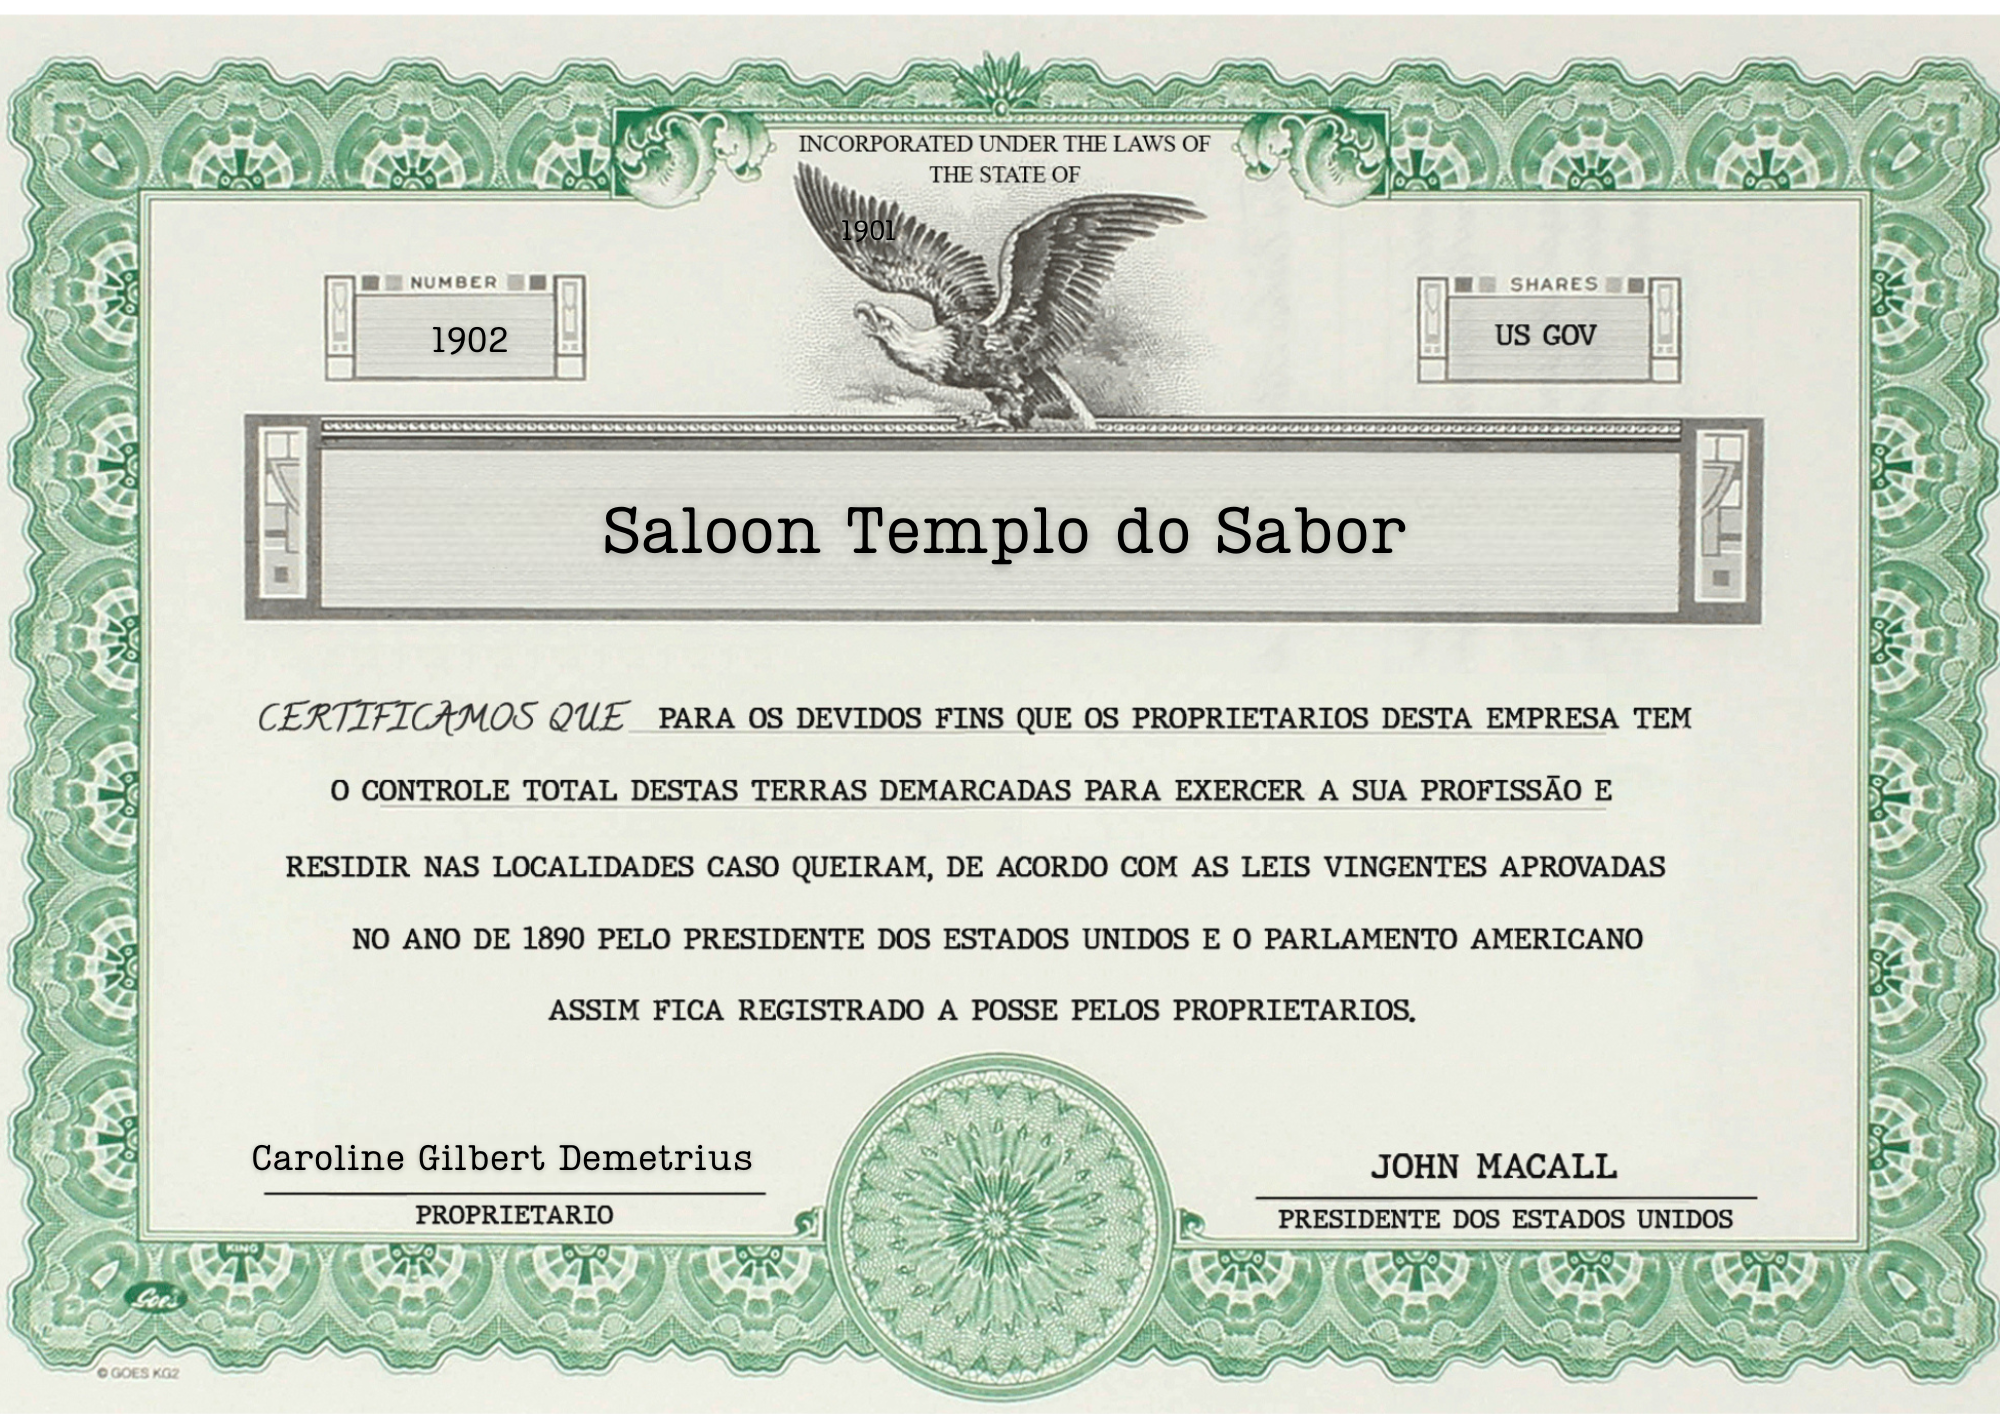 INCORPORATED UNDER THE LAWS OF
THE STATE OF
1901
NUMBER
1902
SHARES
US GOV
Saloon Templo do Sabor
CERTIFICAMOS QUE PARA OS DEVIDOS FINS QUE OS PROPRIETARIOS DESTA EMPRESA TEM
O CONTROLE TOTAL DESTAS TERRAS DEMARCADAS PARA EXERCER A SUA PROFISSÃO E
RESIDIR NAS LOCALIDADES CASO QUEIRAM, DE ACORDO COM AS LEIS VINGENTES APROVADAS
NO ANO DE 1890 PELO PRESIDENTE DOS ESTADOS UNIDOS E O PARLAMENTO AMERICANO
ASSIM FICA REGISTRADO A POSSE PELOS PROPRIETARIOS.
Caroline Gilbert Demetrius
PROPRIETARIO
JOHN MACALL
PRESIDENTE DOS ESTADOS UNIDOS
KING
Goes
© GOES KG2